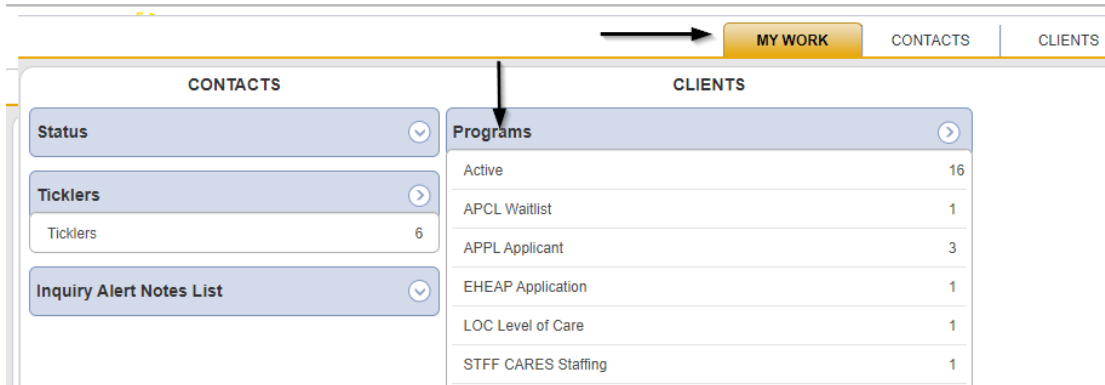 MY WORK CONTACTS CLIENTS
CONTACTS
Status
Ticklers
Ticklers 6
Inquiry Alert Notes List
CLIENTS
Programs
Active 16
APCL Waitlist 1
APPL Applicant 3
EHEAP Application 1
LOC Level of Care 1
STFF CARES Staffing 1